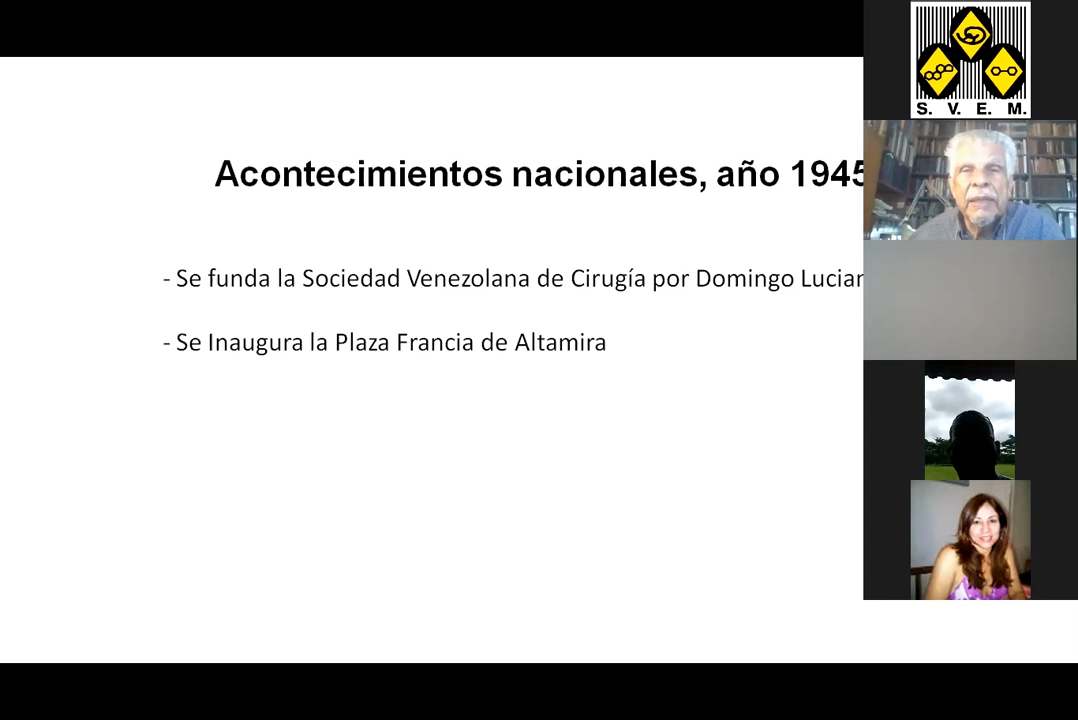 Acontecimientos nacionales, año 1945
- Se funda la Sociedad Venezolana de Cirugía por Domingo Lucian
- Se Inaugura la Plaza Francia de Altamira
S. V. E. M.